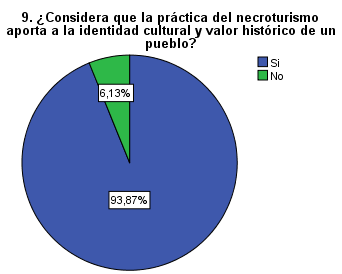 9. ¿Considera que la práctica del necroturismo
aporta a la identidad cultural y valor histórico de un
pueblo?
Si
No
6,13%
93,87%